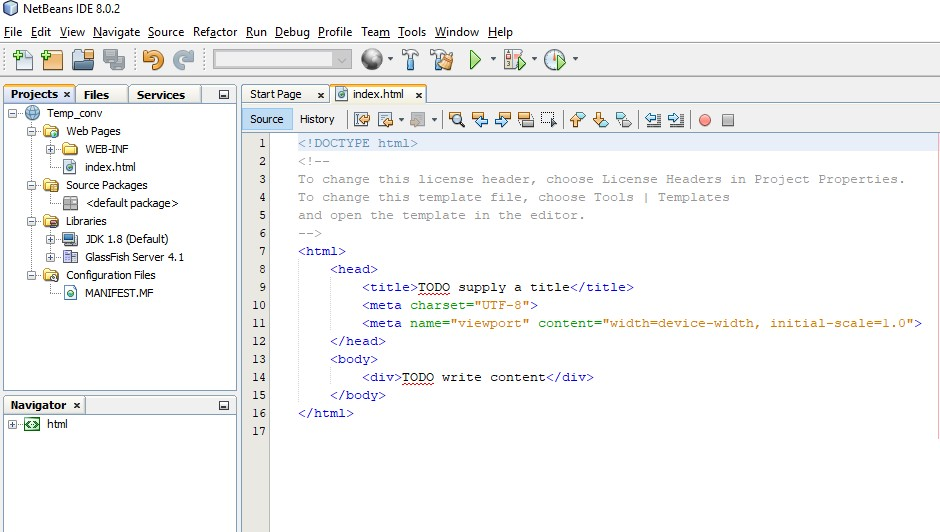 NetBeans IDE 8.0.2
File Edit View Navigate Source Refactor Run Debug Profile Team Tools Window Help
Projects Files Services
Temp_conv
Web Pages
WEB-INF
index.html
Source Packages
<default package>
Libraries
JDK 1.8 (Default)
GlassFish Server 4.1
Configuration Files
MANIFEST.MF
Navigator
html
Start Page index.html
Source History
1 <!DOCTYPE html>
2 <!--
3 To change this license header, choose License Headers in Project Properties.
4 To change this template file, choose Tools | Templates
5 and open the template in the editor.
6 -->
7 <html>
8 <head>
9 <title>TODO supply a title</title>
10 <meta charset="UTF-8">
11 <meta name="viewport" content="width=device-width, initial-scale=1.0">
12 </head>
13 <body>
14 <div>TODO write content</div>
15 </body>
16 </html>
17